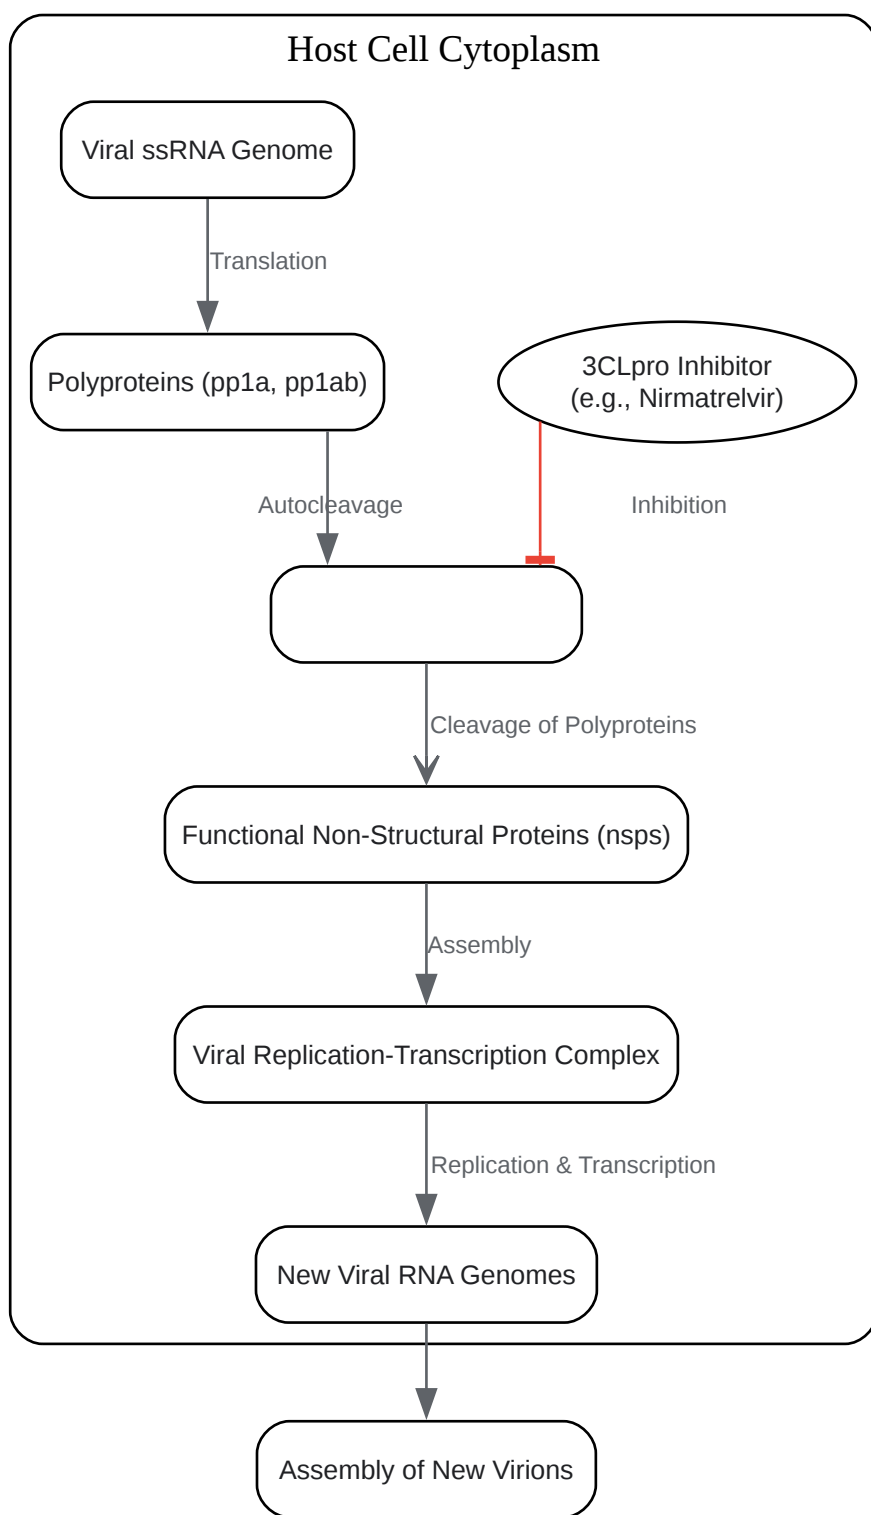 Host Cell Cytoplasm
Viral ssRNA Genome
Translation
Polyproteins (pp1a, pp1ab)
3CLpro Inhibitor
(e.g., Nirmatrelvir)
Autocleavage
Inhibition
Cleavage of Polyproteins
Functional Non-Structural Proteins (nsps)
Assembly
Viral Replication-Transcription Complex
Replication & Transcription
New Viral RNA Genomes
Assembly of New Virions